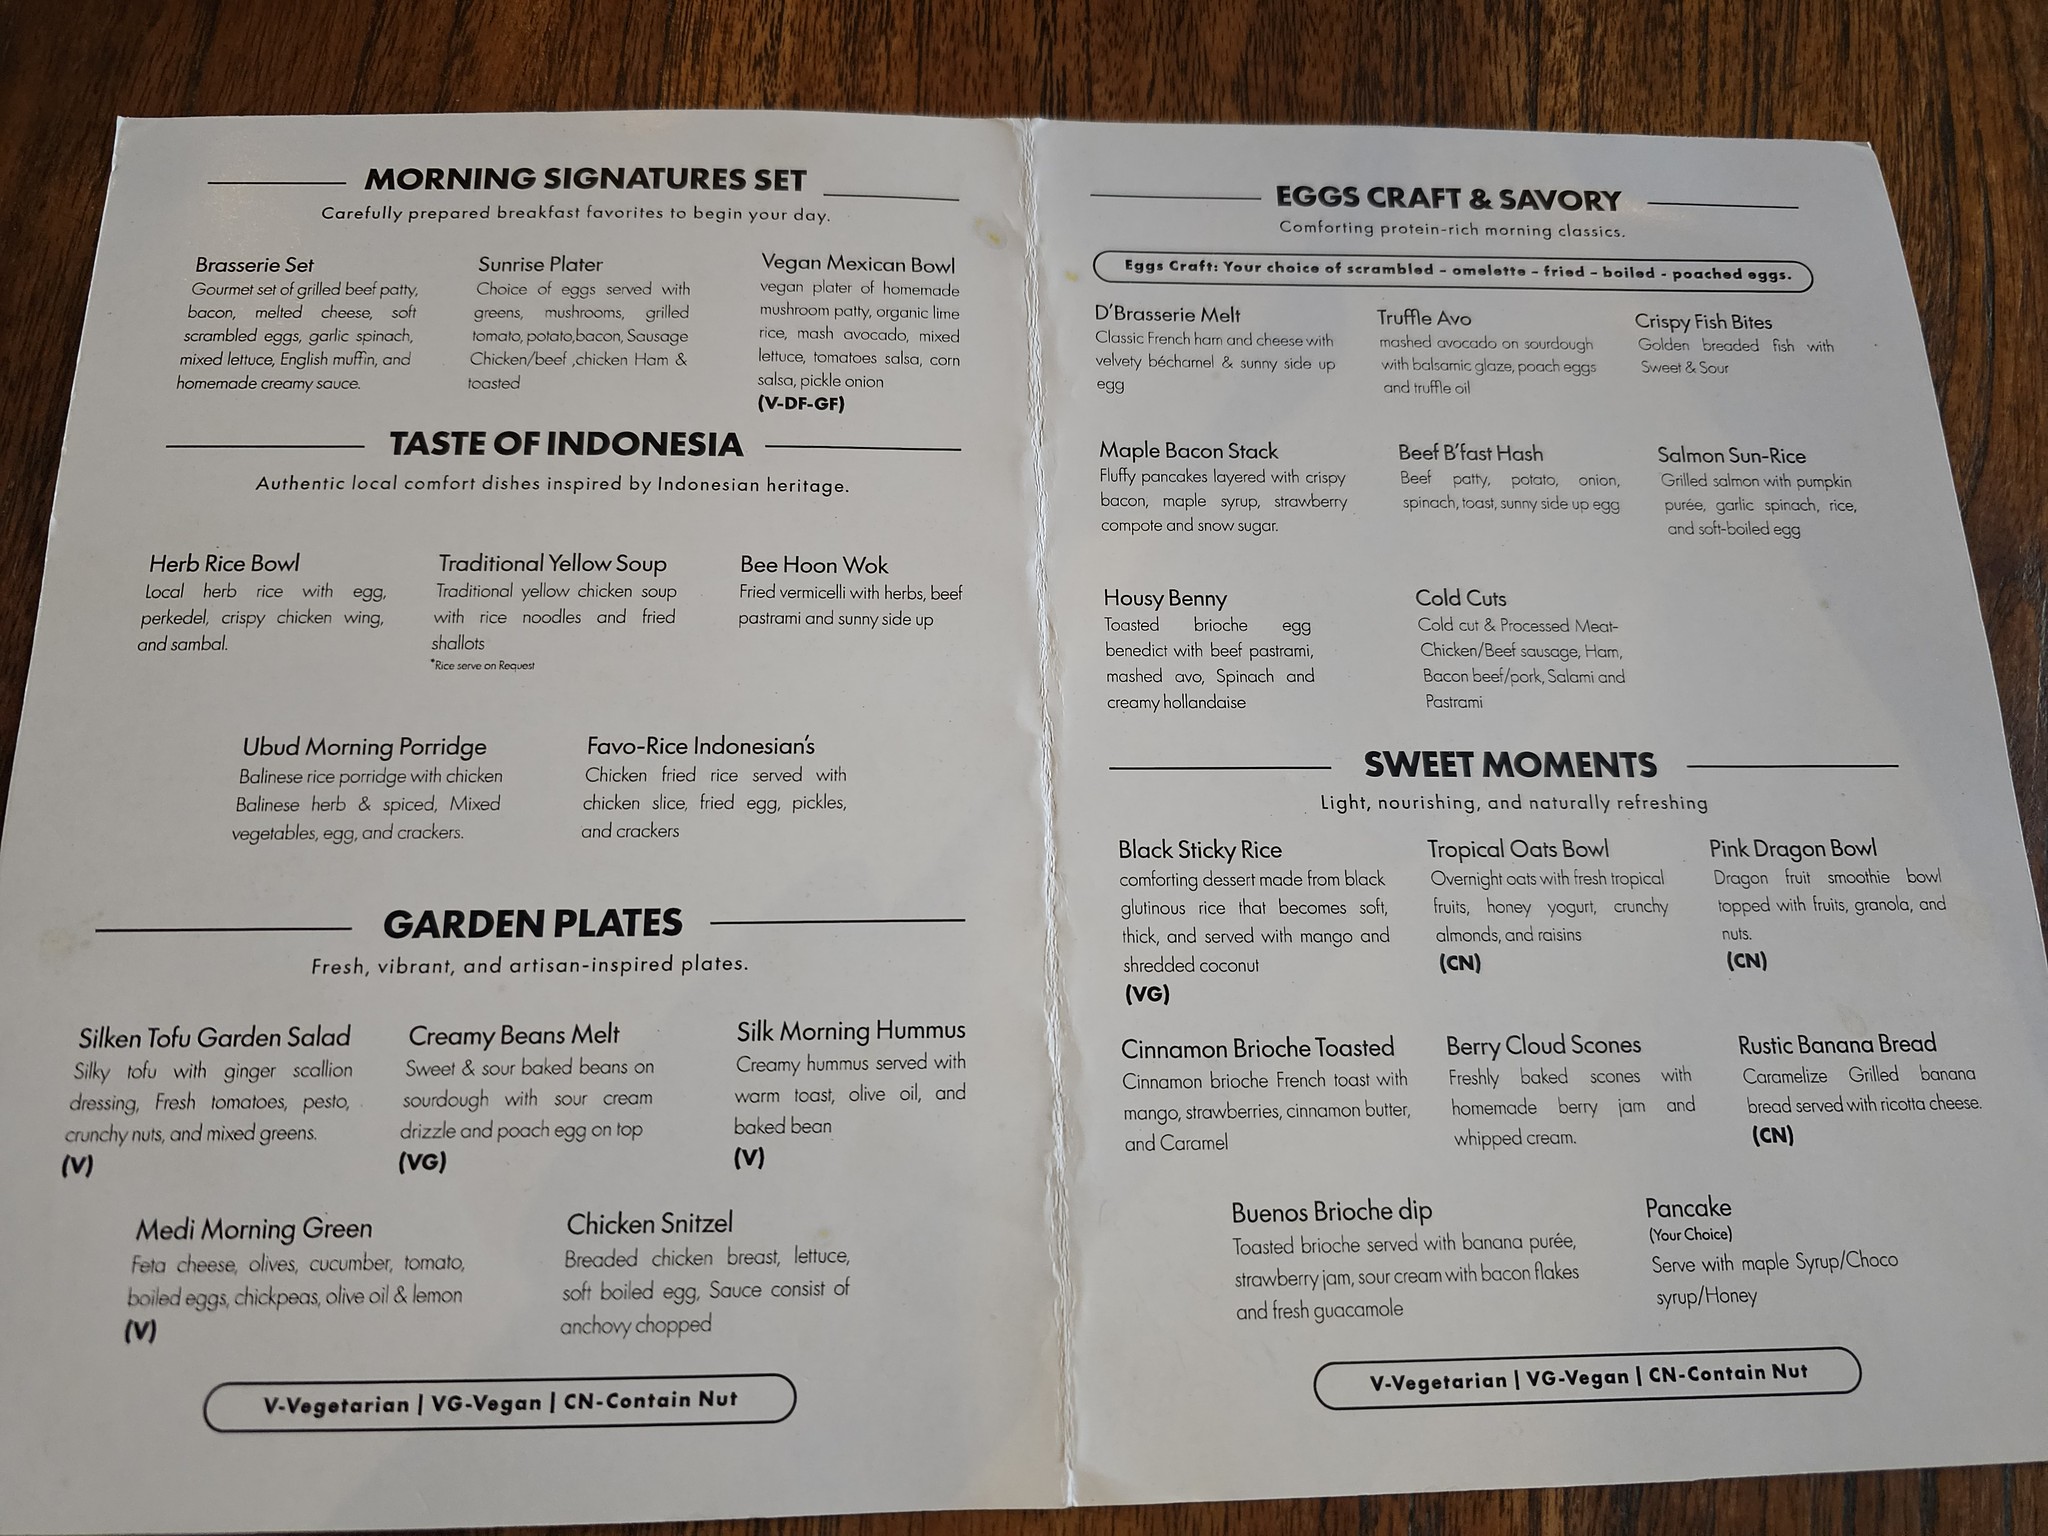 MORNING SIGNATURES SET
Carefully prepared breakfast favorites to begin your day.
Brasserie Set
Gourmet set of grilled beef patty,
bacon, melted cheese, soft
scrambled eggs, garlic spinach,
mixed lettuce, English muffin, and
homemade creamy sauce.
Sunrise Plater
Choice of eggs served with
greens, mushrooms, grilled
tomato, potato,bacon, Sausage
Chicken/beef ,chicken Ham &
toasted
Vegan Mexican Bowl
vegan plater of homemade
mushroom patty, organic lime
rice, mash avocado, mixed
lettuce, tomatoes salsa, corn
salsa, pickle onion
(V-DF-GF)
TASTE OF INDONESIA
Authentic local comfort dishes inspired by Indonesian heritage.
Herb Rice Bowl
Local herb rice with egg,
perkedel, crispy chicken wing,
and sambal.
Traditional Yellow Soup
Traditional yellow chicken soup
with rice noodles and fried
shallots
*Rice serve on Request
Bee Hoon Wok
Fried vermicelli with herbs, beef
pastrami and sunny side up
Ubud Morning Porridge
Balinese rice porridge with chicken
Balinese herb & spiced, Mixed
vegetables, egg, and crackers.
Favo-Rice Indonesian's
Chicken fried rice served with
chicken slice, fried egg, pickles,
and crackers
GARDEN PLATES
Fresh, vibrant, and artisan-inspired plates.
Silken Tofu Garden Salad
Silky tofu with ginger scallion
dressing, Fresh tomatoes, pesto,
crunchy nuts, and mixed greens.
(V)
Creamy Beans Melt
Sweet & sour baked beans on
sourdough with sour cream
drizzle and poach egg on top
(VG)
Silk Morning Hummus
Creamy hummus served with
warm toast, olive oil, and
baked bean
(V)
Medi Morning Green
Feta cheese, olives, cucumber, tomato,
boiled eggs, chickpeas, olive oil & lemon
(V)
Chicken Snitzel
Breaded chicken breast, lettuce,
soft boiled egg, Sauce consist of
anchovy chopped
V-Vegetarian | VG-Vegan | CN-Contain Nut
EGGS CRAFT & SAVORY
Comforting protein-rich morning classics.
Eggs Craft: Your choice of scrambled - omelette - fried - boiled - poached eggs.
D'Brasserie Melt
Classic French ham and cheese with
velvety béchamel & sunny side up
egg
Truffle Avo
mashed avocado on sourdough
with balsamic glaze, poach eggs
and truffle oil
Crispy Fish Bites
Golden breaded fish with
Sweet & Sour
Maple Bacon Stack
Fluffy pancakes layered with crispy
bacon, maple syrup, strawberry
compote and snow sugar.
Beef B'fast Hash
Beef patty, potato, onion,
spinach, toast, sunny side up egg
Salmon Sun-Rice
Grilled salmon with pumpkin
purée, garlic spinach, rice,
and soft-boiled egg
Housy Benny
Toasted brioche egg
benedict with beef pastrami,
mashed avo, Spinach and
creamy hollandaise
Cold Cuts
Cold cut & Processed Meat-
Chicken/Beef sausage, Ham,
Bacon beef/pork, Salami and
Pastrami
SWEET MOMENTS
Light, nourishing, and naturally refreshing
Black Sticky Rice
comforting dessert made from black
glutinous rice that becomes soft,
thick, and served with mango and
shredded coconut
(VG)
Tropical Oats Bowl
Overnight oats with fresh tropical
fruits, honey yogurt, crunchy
almonds, and raisins
(CN)
Pink Dragon Bowl
Dragon fruit smoothie bowl
topped with fruits, granola, and
nuts.
(CN)
Cinnamon Brioche Toasted
Cinnamon brioche French toast with
mango, strawberries, cinnamon butter,
and Caramel
Berry Cloud Scones
Freshly baked scones with
homemade berry jam and
whipped cream.
Rustic Banana Bread
Caramelize Grilled banana
bread served with ricotta cheese.
(CN)
Buenos Brioche dip
Toasted brioche served with banana purée,
strawberry jam, sour cream with bacon flakes
and fresh guacamole
Pancake
(Your Choice)
Serve with maple Syrup/Choco
syrup/Honey
V-Vegetarian | VG-Vegan | CN-Contain Nut